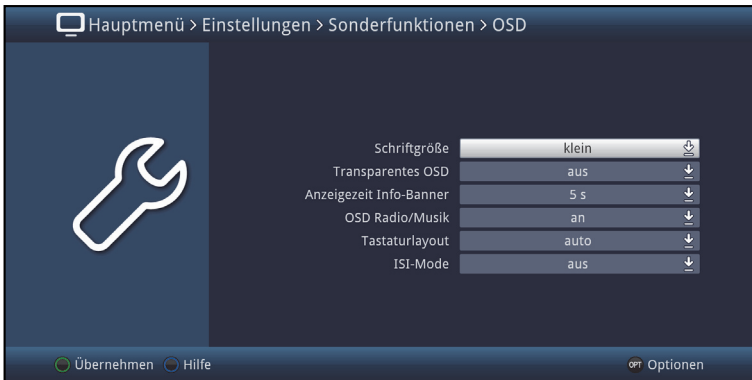 Hauptmenü > Einstellungen > Sonderfunktionen > OSD
Schriftgröße klein
Transparentes OSD aus
Anzeigezeit Info-Banner 5 s
OSD Radio/Musik an
Tastaturlayout auto
ISI-Mode aus
Übernehmen Hilfe OPT Optionen